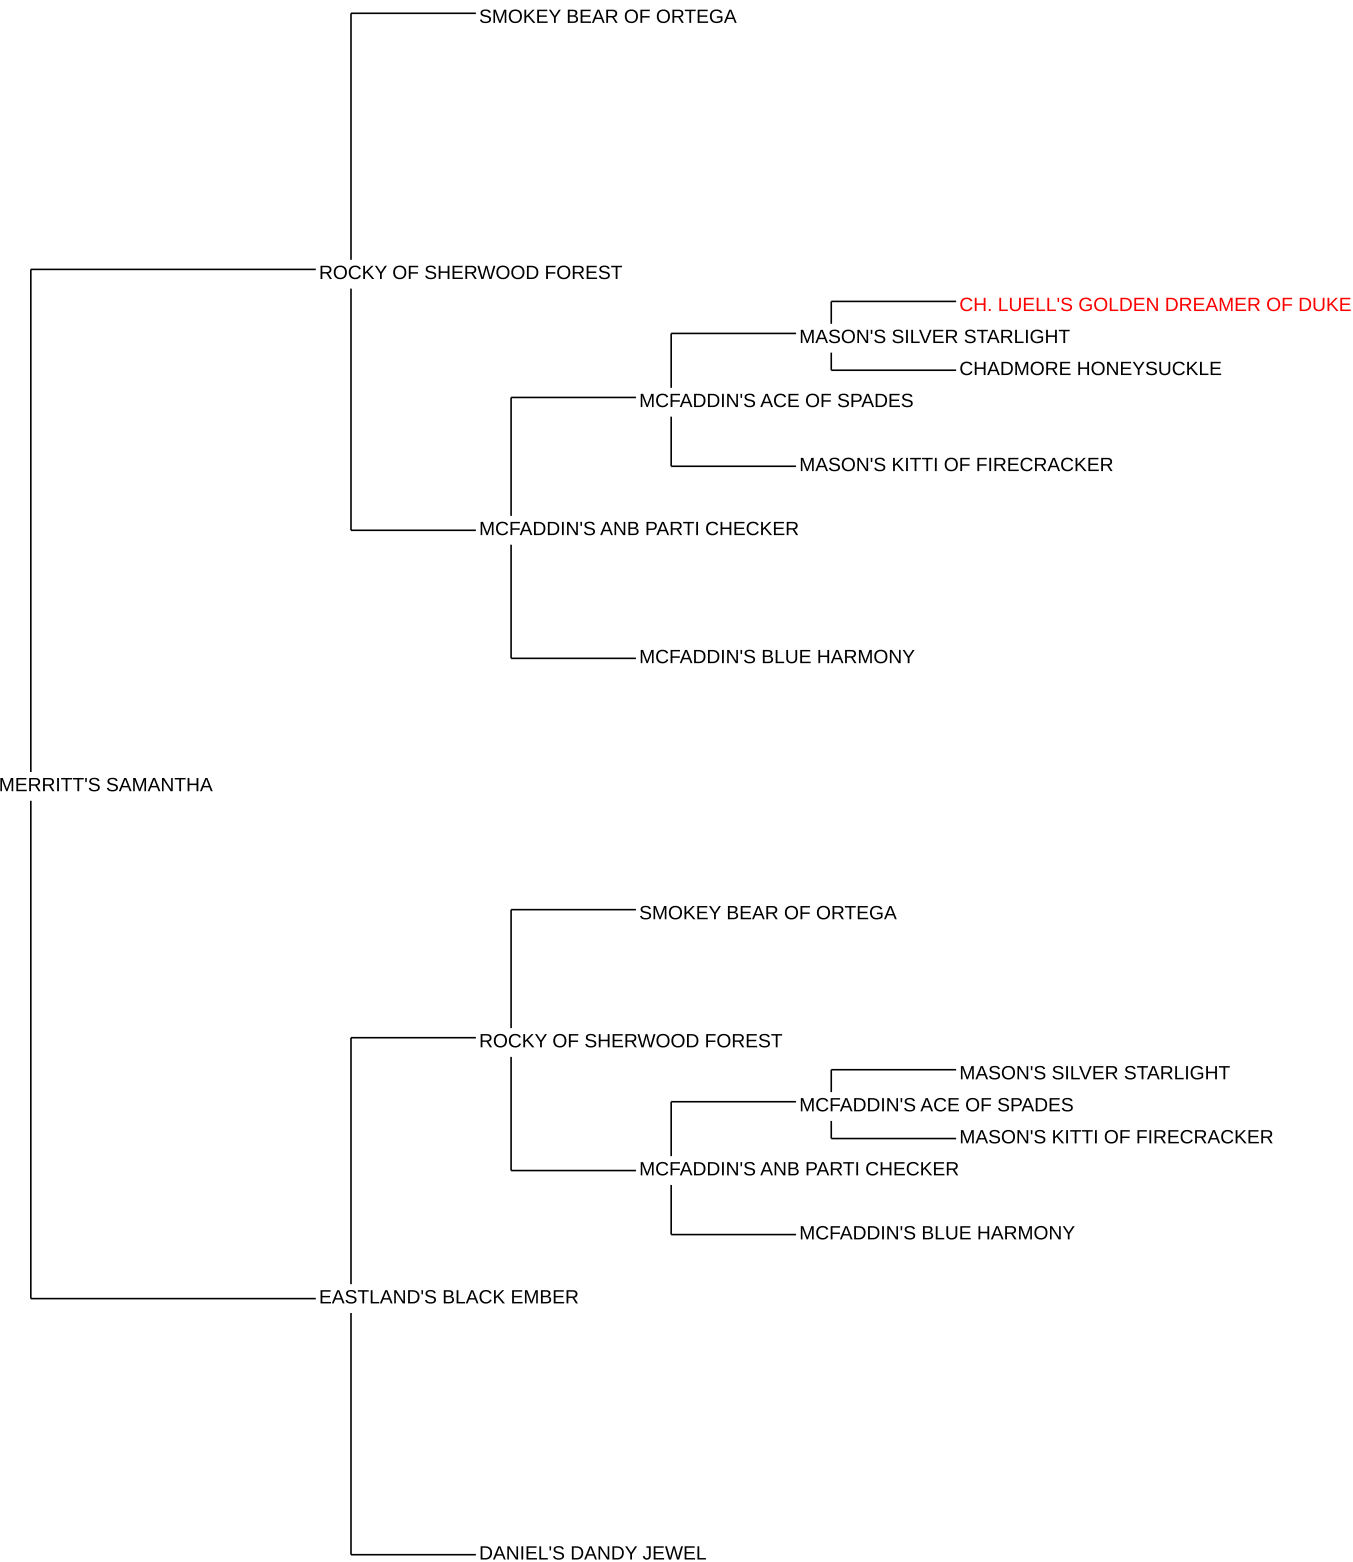 SMOKEY BEAR OF ORTEGA
ROCKY OF SHERWOOD FOREST
CH. LUELL'S GOLDEN DREAMER OF DUKE
MASON'S SILVER STARLIGHT
CHADMORE HONEYSUCKLE
MCFADDIN'S ACE OF SPADES
MASON'S KITTI OF FIRECRACKER
MCFADDIN'S ANB PARTI CHECKER
MCFADDIN'S BLUE HARMONY
MERRITT'S SAMANTHA
SMOKEY BEAR OF ORTEGA
ROCKY OF SHERWOOD FOREST
MASON'S SILVER STARLIGHT
MCFADDIN'S ACE OF SPADES
MASON'S KITTI OF FIRECRACKER
MCFADDIN'S ANB PARTI CHECKER
MCFADDIN'S BLUE HARMONY
EASTLAND'S BLACK EMBER
DANIEL'S DANDY JEWEL